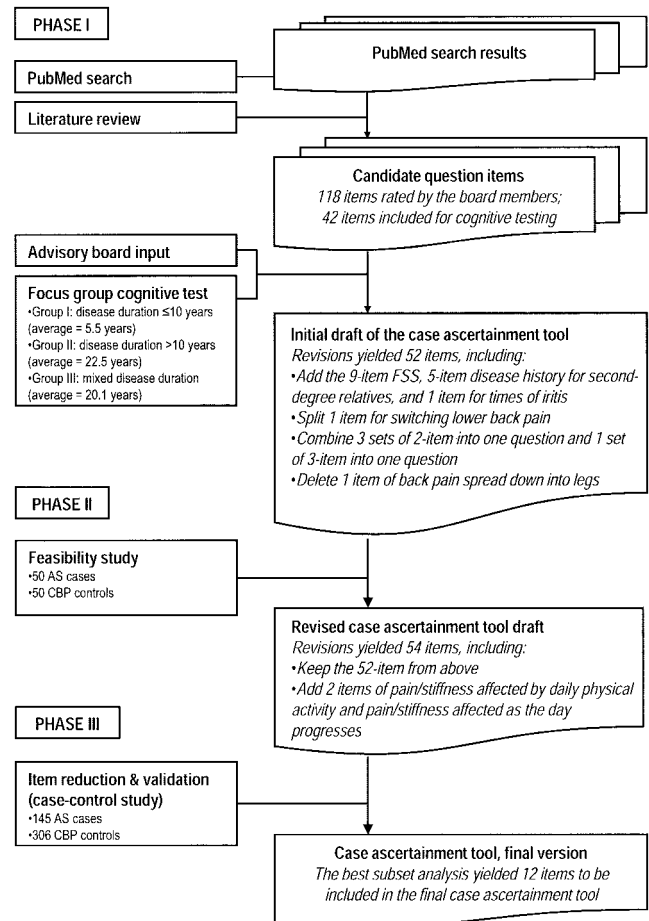 PHASE I
PubMed search results
PubMed search
Literature review
Candidate question items
118 items rated by the board members;
42 items included for cognitive testing
Advisory board input
Focus group cognitive test
•Group I: disease duration ≤10 years
(average = 5.5 years)
•Group II: disease duration >10 years
(average = 22.5 years)
•Group III: mixed disease duration
(average = 20.1 years)
Initial draft of the case ascertainment tool
Revisions yielded 52 items, including:
•Add the 9-item FSS, 5-item disease history for second-
degree relatives, and 1 item for times of iritis
•Split 1 item for switching lower back pain
•Combine 3 sets of 2-item into one question and 1 set
of 3-item into one question
•Delete 1 item of back pain spread down into legs
PHASE II
Feasibility study
•50 AS cases
•50 CBP controls
Revised case ascertainment tool draft
Revisions yielded 54 items, including:
•Keep the 52-item from above
•Add 2 items of pain/stiffness affected by daily physical
activity and pain/stiffness affected as the day
progresses
PHASE III
Item reduction & validation
(case-control study)
•145 AS cases
•306 CBP controls
Case ascertainment tool, final version
The best subset analysis yielded 12 items to be
included in the final case ascertainment tool